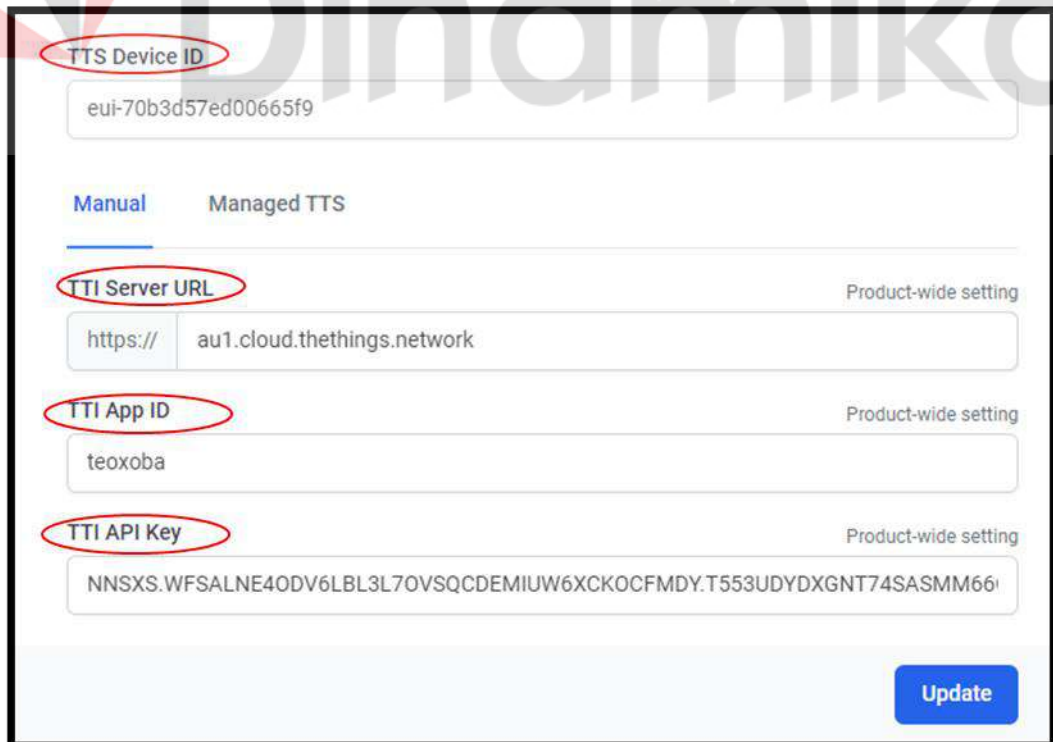 Dinamika
TTS Device ID
eui-70b3d57ed00665f9
Manual Managed TTS
TTI Server URL Product-wide setting
https:// au1.cloud.thethings.network
TTI App ID Product-wide setting
teoxoba
TTI API Key Product-wide setting
NNSXS.WFSALNE4ODV6LBL3L7OVSQCDEMIUW6XCKOCFMDY.T553UDYDXGNT74SASMM66
Update